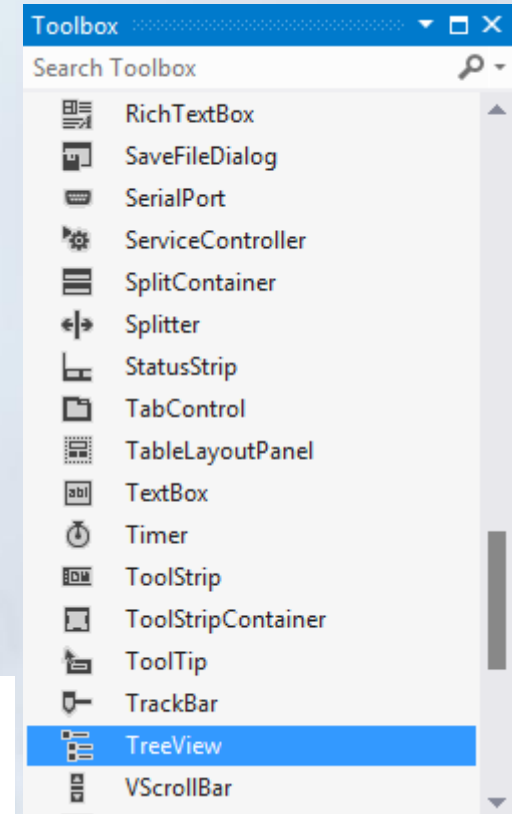 Toolbox
Search Toolbox
RichTextBox
SaveFileDialog
SerialPort
ServiceController
SplitContainer
Splitter
StatusStrip
TabControl
TableLayoutPanel
abl TextBox
Timer
ToolStrip
ToolStripContainer
ToolTip
TrackBar
TreeView
VScrollBar